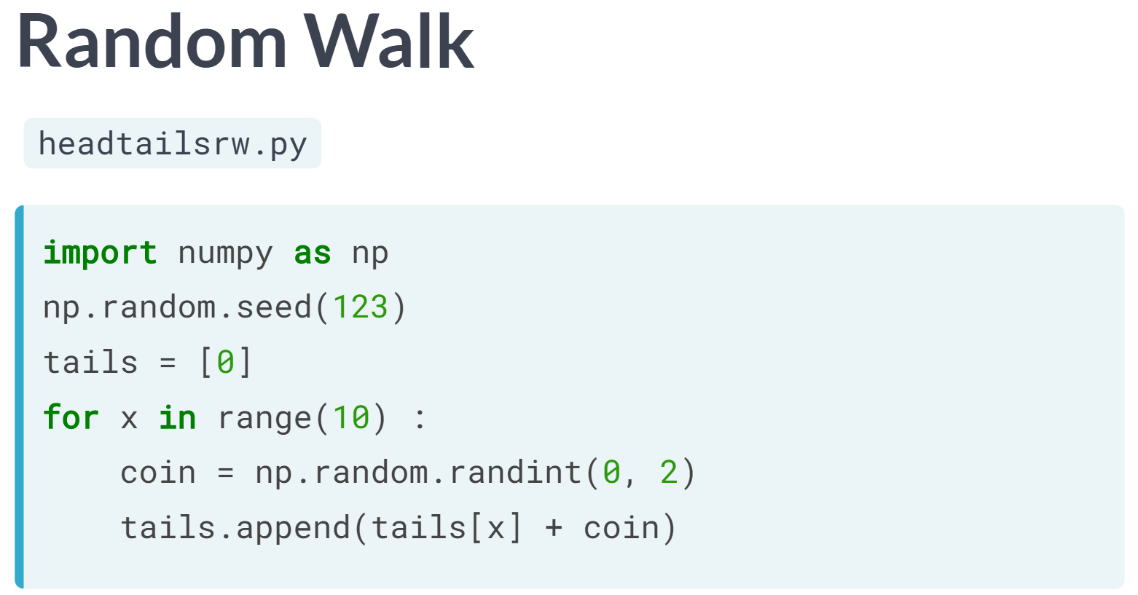 Random Walk
headtailsrw.py
import numpy as np
np.random.seed(123)
tails = [0]
for x in range(10) :
    coin = np.random.randint(0, 2)
    tails.append(tails[x] + coin)